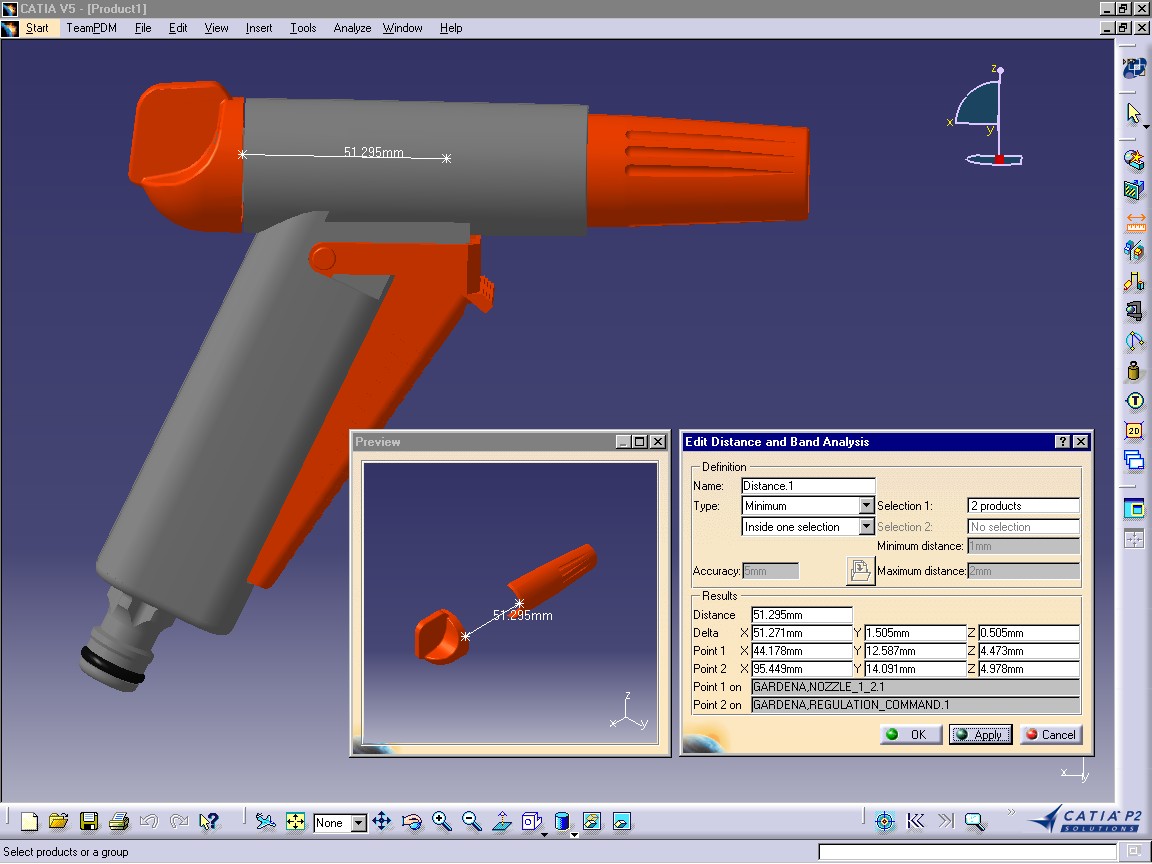 CATIA V5 - [Product1]
Start TeamPDM File Edit View Insert Tools Analyze Window Help
z
x
y
51.295mm
T
2D
Preview
51.295mm
z
x y
Edit Distance and Band Analysis
Definition
Name: Distance.1
Type: Minimum Selection 1: 2 products
Inside one selection Selection 2: No selection
Minimum distance: 1mm
Accuracy: 5mm Maximum distance: 2mm
Results
Distance 51.295mm
Delta X 51.271mm Y 1.505mm Z 0.505mm
Point 1 X 44.178mm Y 12.587mm Z 4.473mm
Point 2 X 95.449mm Y 14.091mm Z 4.978mm
Point 1 on GARDENA,NOZZLE_1_2.1
Point 2 on GARDENA,REGULATION_COMMAND.1
OK Apply Cancel
x y
None
CATIA P2
SOLUTIONS
Select products or a group